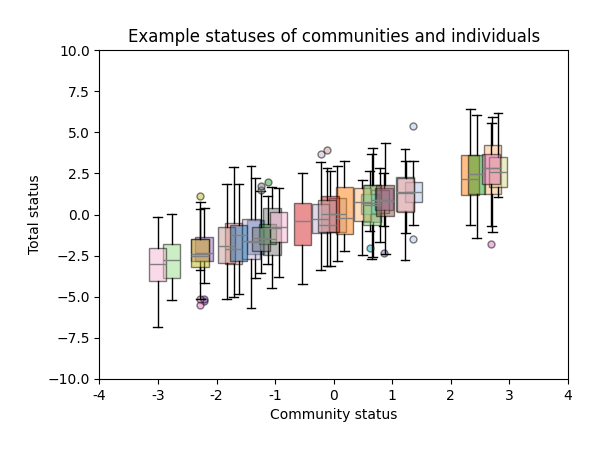 Example statuses of communities and individuals
10.0
7.5
5.0
2.5
0.0
−2.5
−5.0
−7.5
−10.0
Total status
-4 -3 -2 -1 0 1 2 3 4
Community status